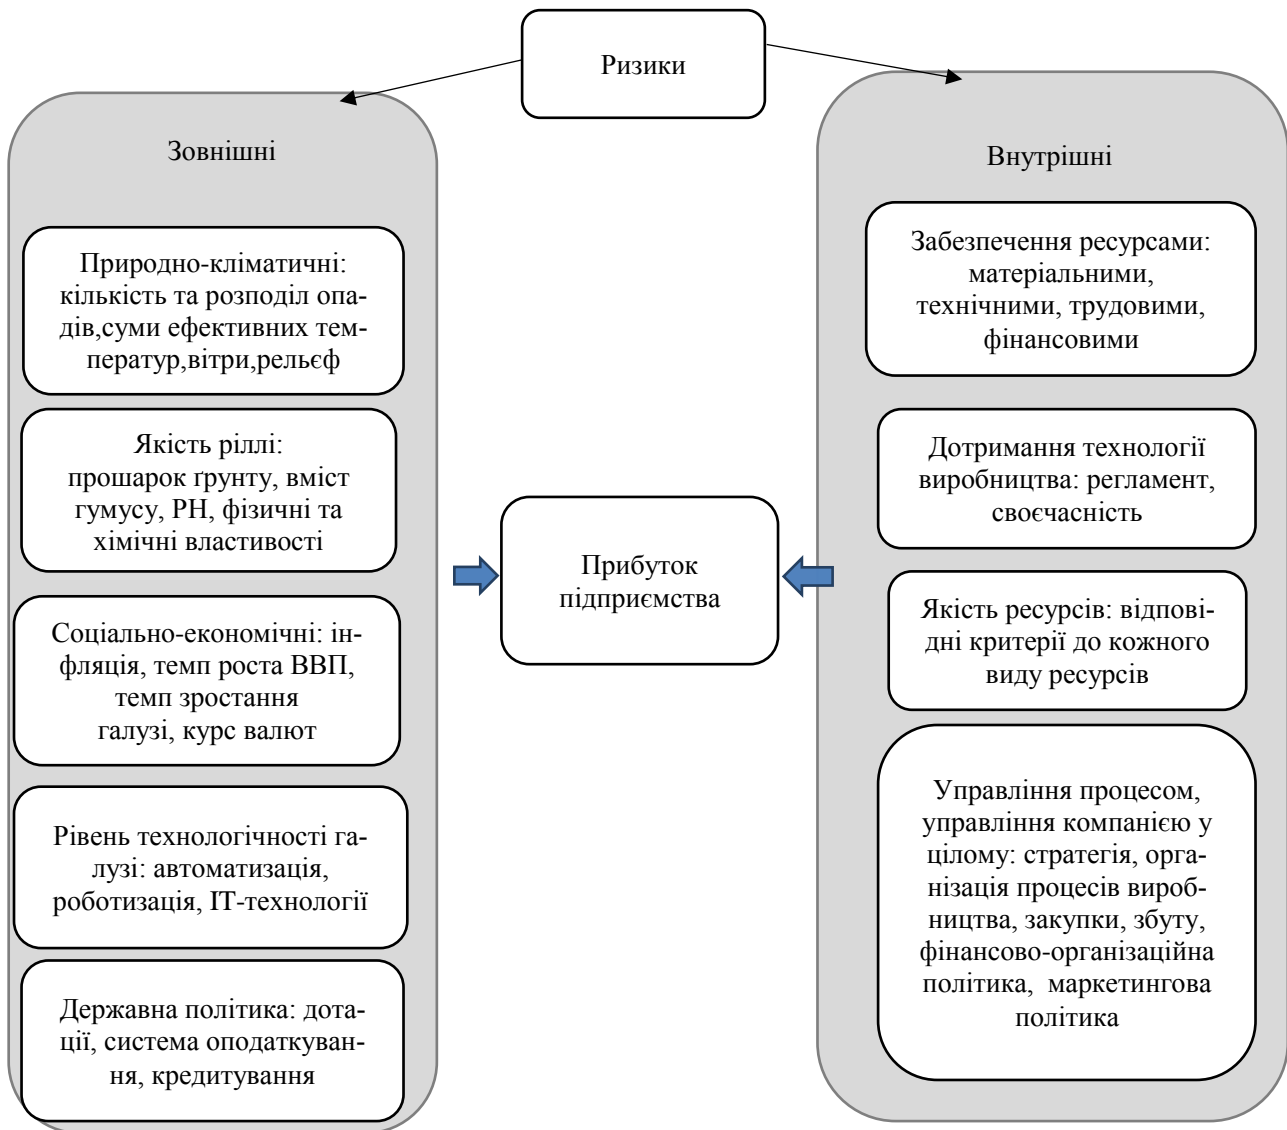 Ризики
Зовнішні
Природно-кліматичні:
кількість та розподіл опа-
дів,суми ефективних тем-
ператур,вітри,рельєф
Якість ріллі:
прошарок ґрунту, вміст
гумусу, РН, фізичні та
хімічні властивості
Соціально-економічні: ін-
фляція, темп роста ВВП,
темп зростання
галузі, курс валют
Рівень технологічності га-
лузі: автоматизація,
роботизація, ІТ-технології
Державна політика: дота-
ції, система оподаткуван-
ня, кредитування
Прибуток
підприємства
Внутрішні
Забезпечення ресурсами:
матеріальними,
технічними, трудовими,
фінансовими
Дотримання технології
виробництва: регламент,
своєчасність
Якість ресурсів: відпові-
дні критерії до кожного
виду ресурсів
Управління процесом,
управління компанією у
цілому: стратегія, орга-
нізація процесів вироб-
ництва, закупки, збуту,
фінансово-організаційна
політика, маркетингова
політика